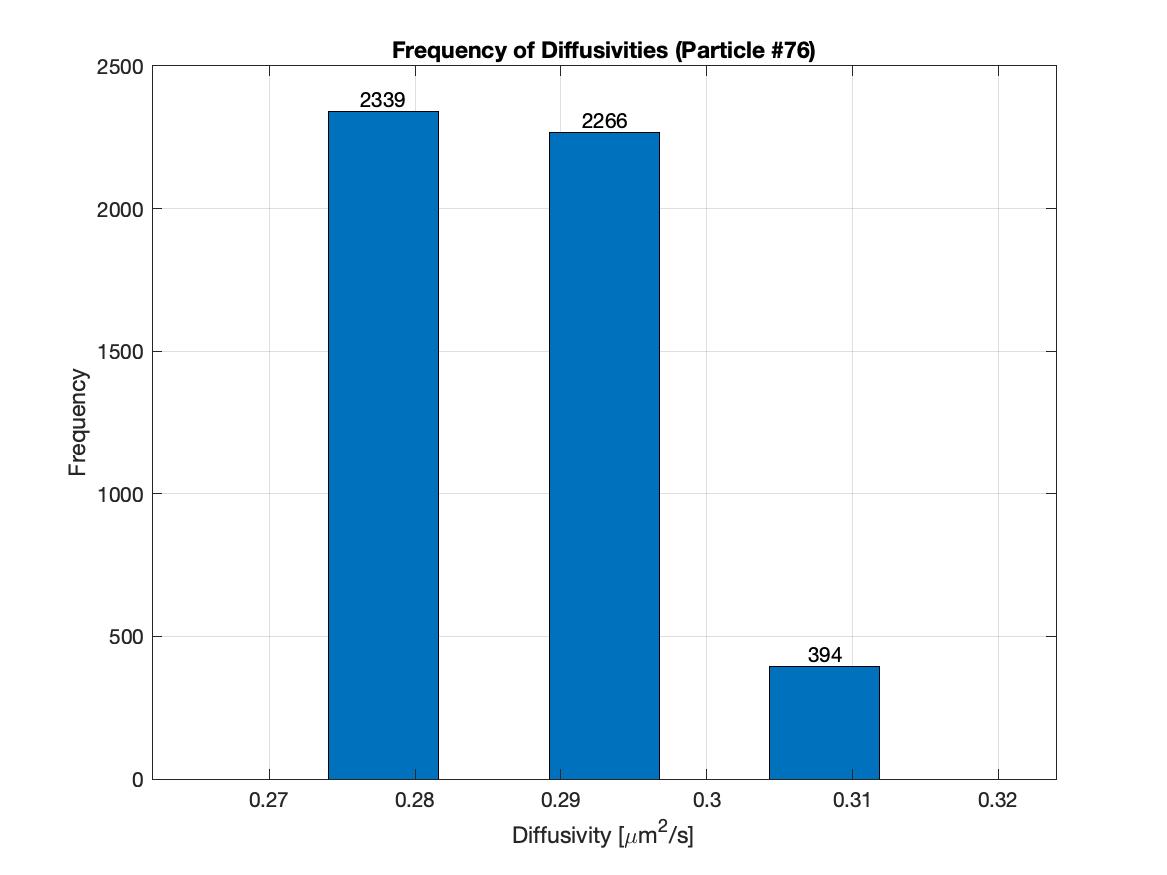 Frequency of Diffusivities (Particle #76)
2500
2000
1500
1000
500
0
Frequency
2339
2266
394
0.27 0.28 0.29 0.3 0.31 0.32
Diffusivity [μm²/s]